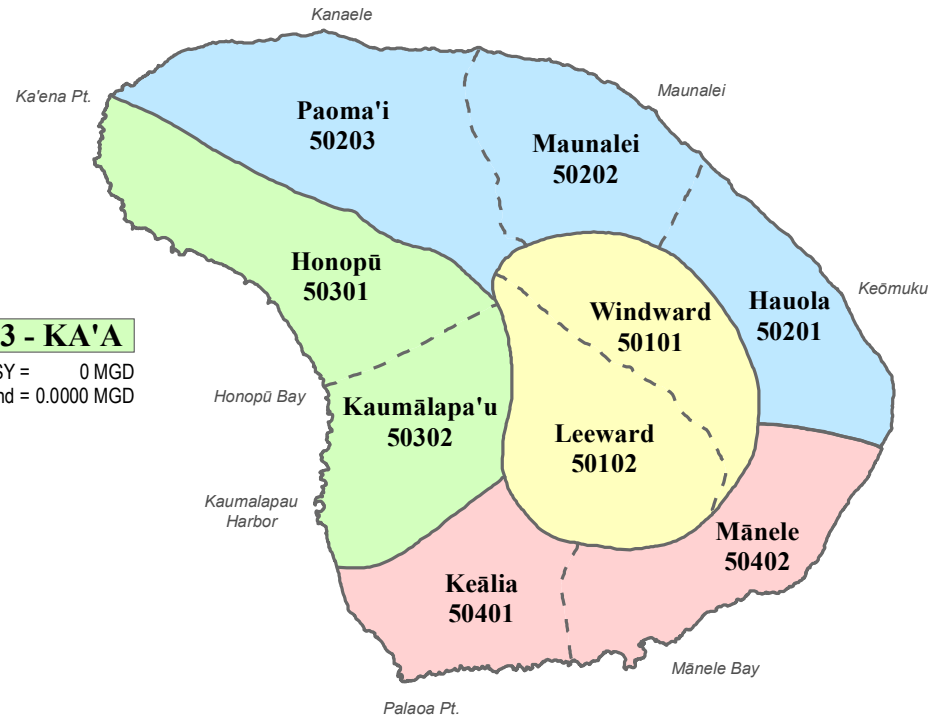 Kanaele
Ka'ena Pt.
Maunalei
Paoma'i
50203
Maunalei
50202
Honopū
50301
Windward
50101
Hauola
50201
Keōmuku
3 - KA'A
SY = 0 MGD
nd = 0.0000 MGD
Honopū Bay
Kaumālapa'u
50302
Leeward
50102
Kaumalapau
Harbor
Mānele
50402
Keālia
50401
Mānele Bay
Palaoa Pt.